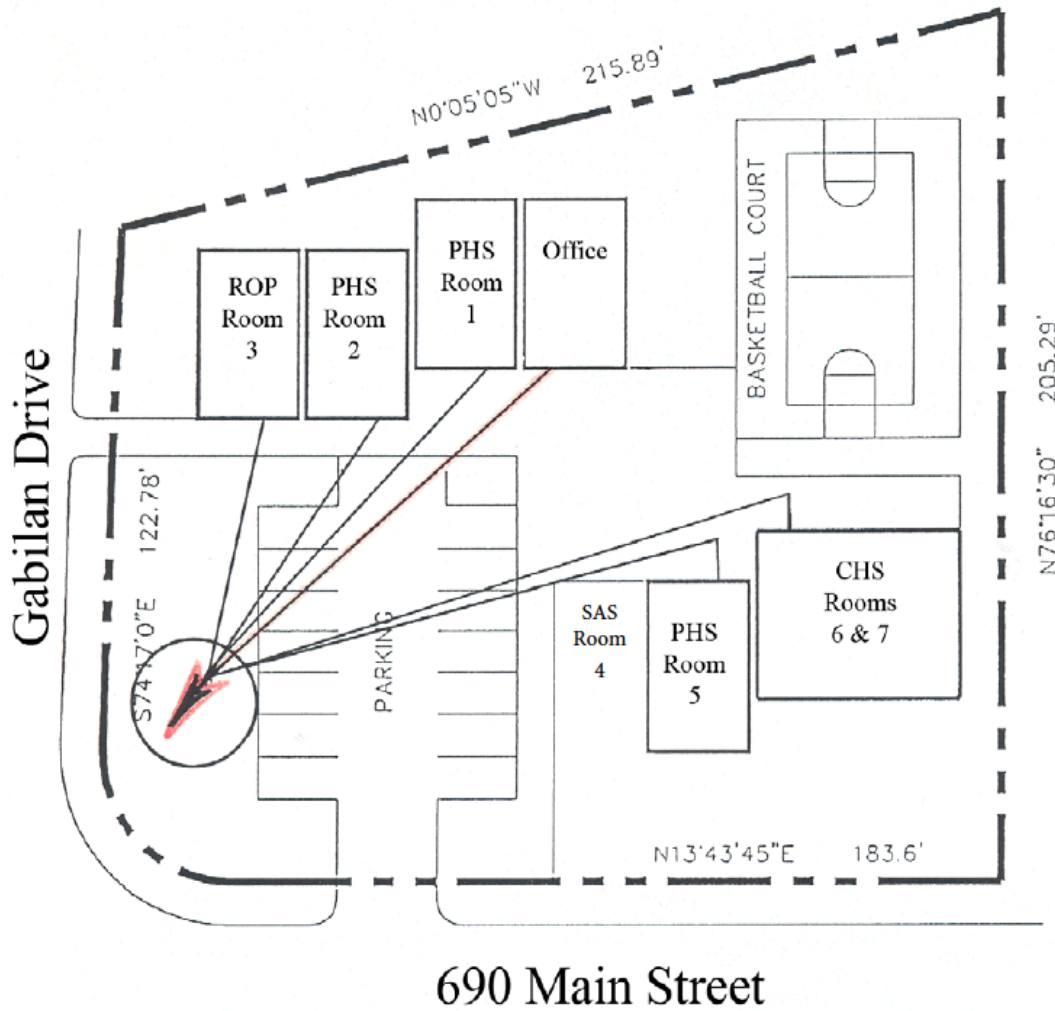 N0°05'05"W 215.89'
BASKETBALL COURT
PHS
Room
1
Office
ROP
Room
3
PHS
Room
2
205.29'
N76°16'30"
Gabilan Drive
122.78'
S74°17'0"E
PARKING
SAS
Room
4
PHS
Room
5
CHS
Rooms
6 & 7
N13°43'45"E 183.6'
690 Main Street